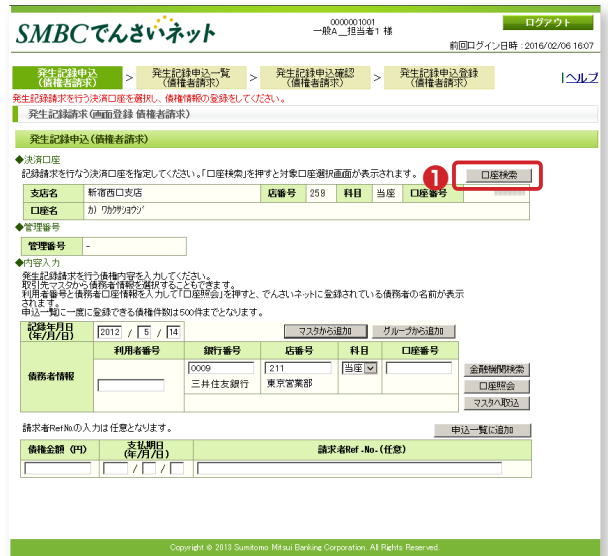 SMBCでんさいネット
0000001001
一般A__担当者1 様
ログアウト
前回ログイン日時：2016/02/06 16:07
発生記録申込
(債権者請求)
>
発生記録申込一覧
(債権者請求)
>
発生記録申込確認
(債権者請求)
>
発生記録申込登録
(債権者請求)
ヘルプ
発生記録請求を行う決済口座を選択し、債権情報の登録をしてください。
発生記録請求(画面登録 債権者請求)
発生記録申込(債権者請求)
◆決済口座
記録請求を行なう決済口座を指定してください。「口座検索」を押すと対象口座選択画面が表示されます。
1
口座検索
支店名 新宿西口支店 店番号 259 科目 当座 口座番号
口座名 カ）ワカサシヨウジ
◆管理番号
管理番号 -
◆内容入力
発生記録請求を行う債権内容を入力してください。
取引先マスタから債務者情報を選択することもできます。
利用者番号と債務者口座情報を入力して「口座照会」を押すと、でんさいネットに登録されている債務者の名前が表示
されます。
申込一覧に一度に登録できる債権件数は500件までとなります。
記録年月日
(年/月/日)
2012 / 5 / 14
マスタから追加 グループから追加
利用者番号 銀行番号 店番号 科目 口座番号
債務者情報
0009 211 当座
三井住友銀行 東京営業部
金融機関検索
口座照会
マスタへ取込
請求者RefNo.の入力は任意となります。
申込一覧に追加
債権金額（円） 支払期日
(年/月/日)
請求者Ref.No.(任意)
/ /
Copyright © 2013 Sumitomo Mitsui Banking Corporation. All Rights Reserved.